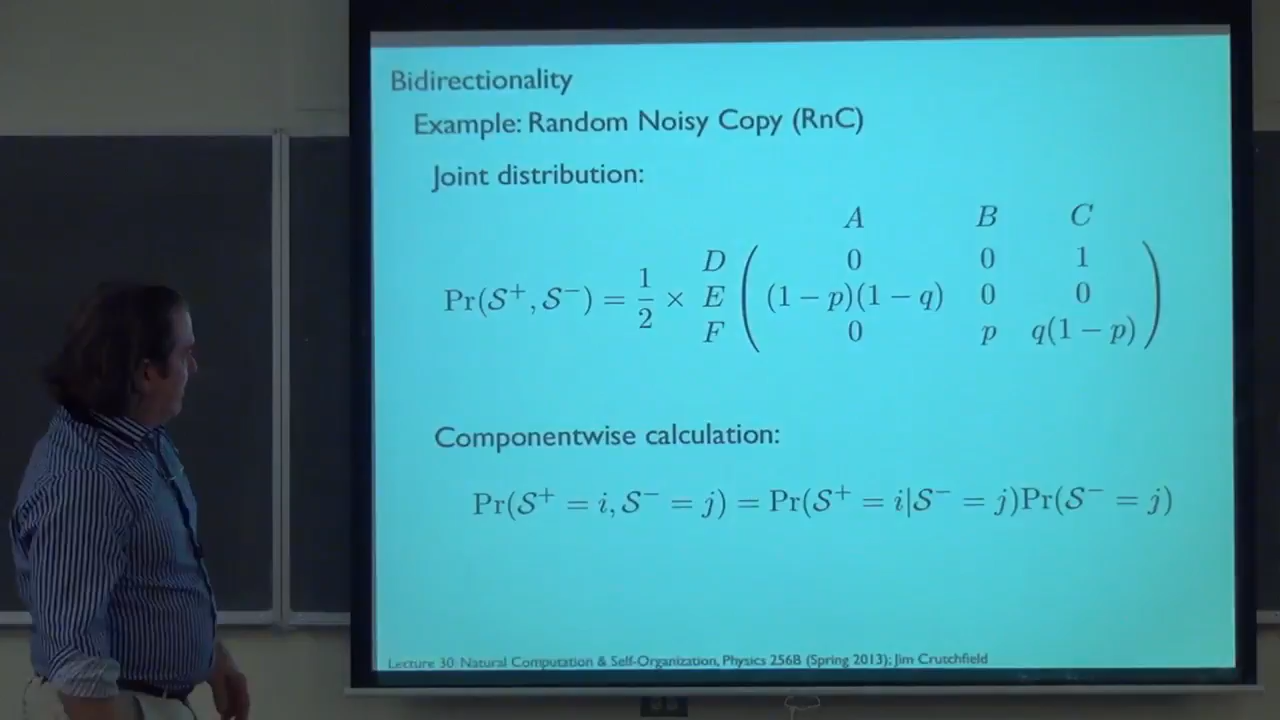 Bidirectionality
Example: Random Noisy Copy (RnC)
Joint distribution:
A B C
D 0 0 1
Pr(S⁺, S⁻) = 1/2 × E (1 − p)(1 − q) 0 0
F 0 p q(1 − p)
Componentwise calculation:
Pr(S⁺ = i, S⁻ = j) = Pr(S⁺ = i|S⁻ = j)Pr(S⁻ = j)
Lecture 30: Natural Computation & Self-Organization, Physics 256B (Spring 2013); Jim Crutchfield